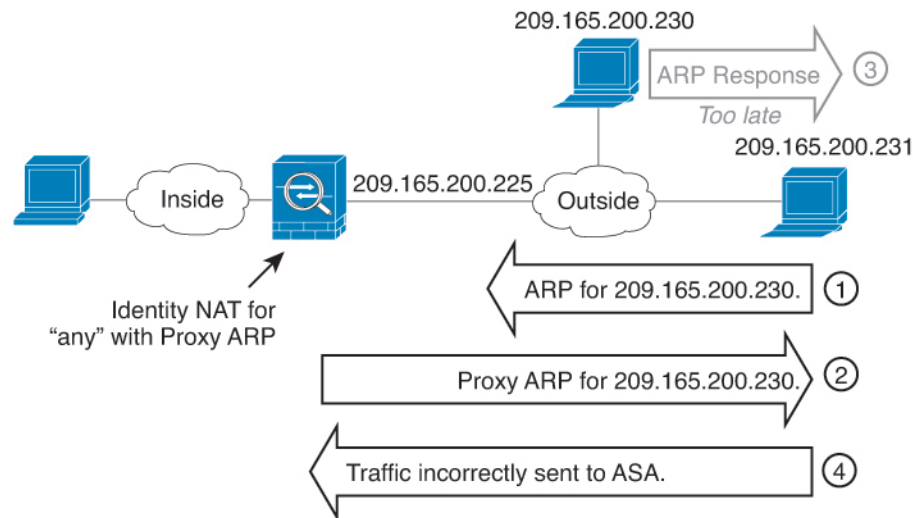 209.165.200.230
ARP Response
3
Too late
209.165.200.231
Inside
209.165.200.225
Outside
ARP for 209.165.200.230.
1
Identity NAT for
“any” with Proxy ARP
Proxy ARP for 209.165.200.230.
2
Traffic incorrectly sent to ASA.
4